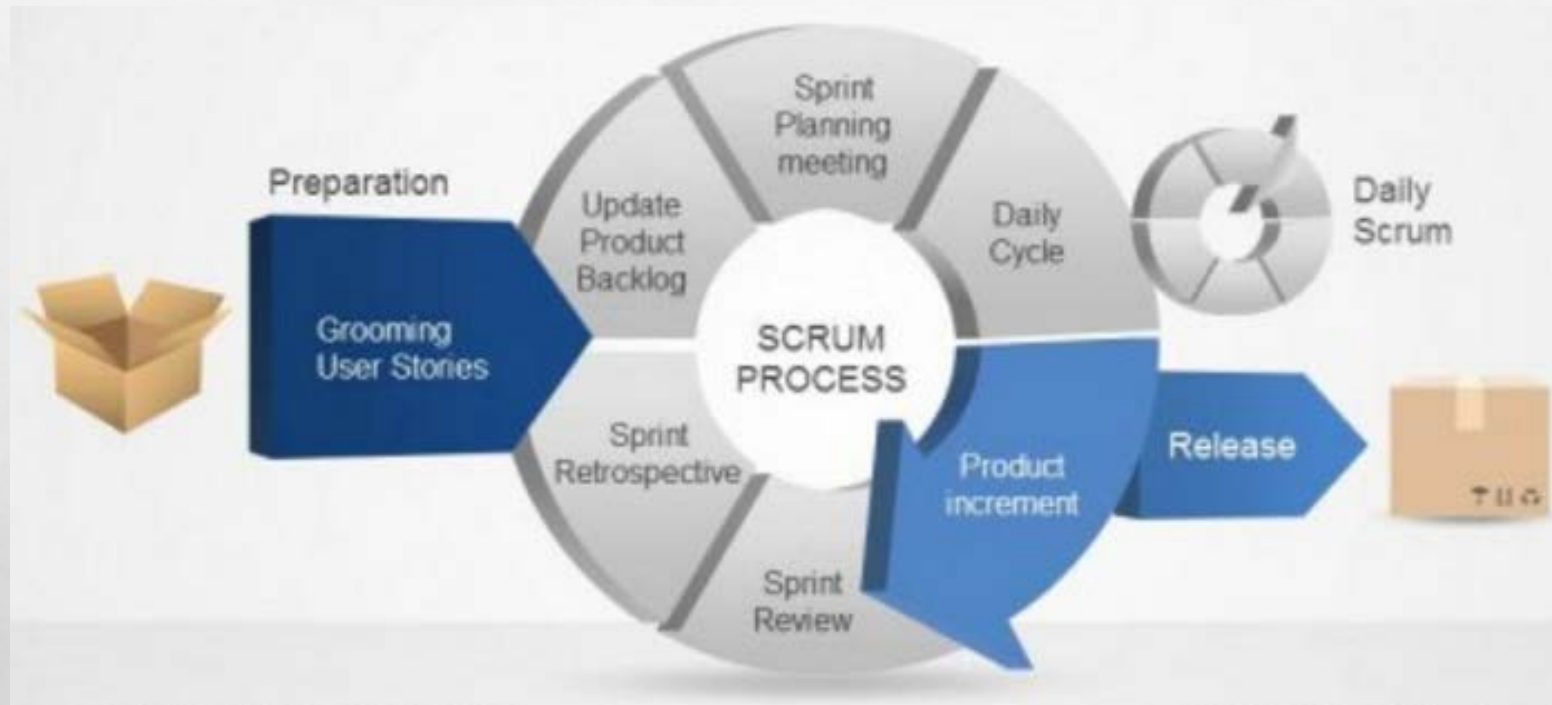 Preparation
Grooming
User Stories
Update
Product
Backlog
Sprint
Planning
meeting
Daily
Cycle
Daily
Scrum
SCRUM
PROCESS
Product
increment
Release
Sprint
Review
Sprint
Retrospective